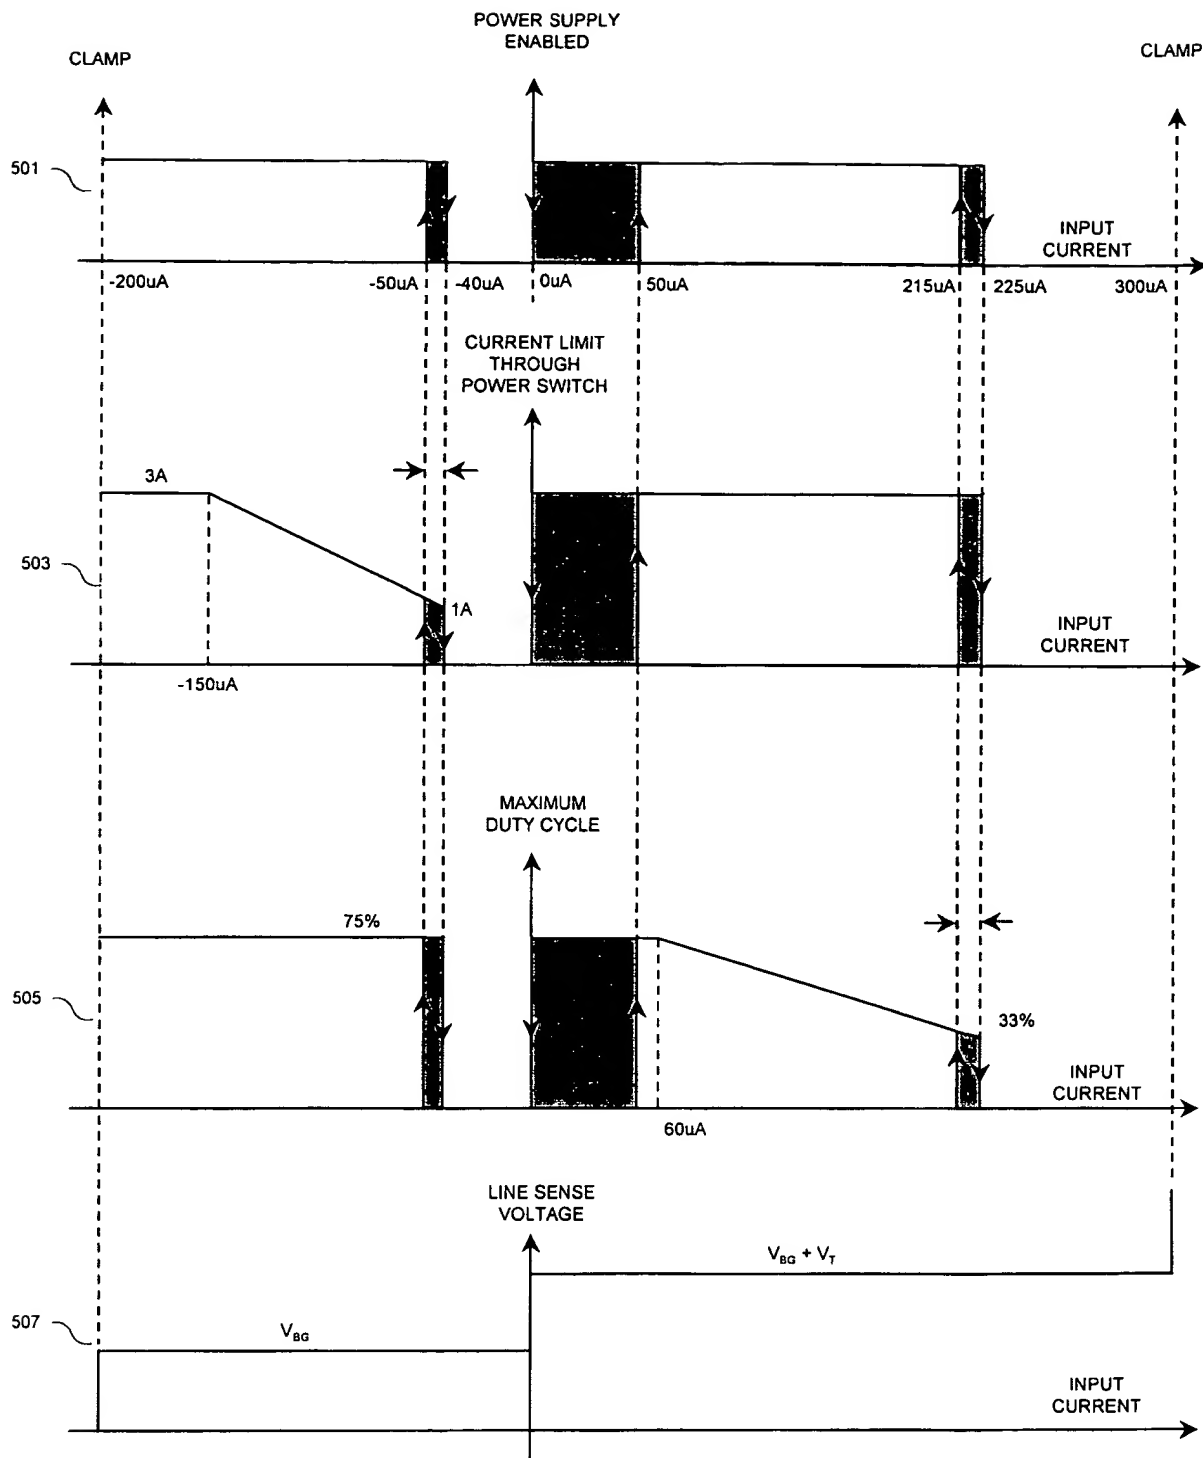 POWER SUPPLY
ENABLED
CLAMP
CLAMP
501
INPUT
CURRENT
-200uA
-50uA
-40uA
0uA
50uA
215uA
225uA
300uA
CURRENT LIMIT
THROUGH
POWER SWITCH
3A
503
1A
INPUT
CURRENT
-150uA
MAXIMUM
DUTY CYCLE
75%
505
33%
INPUT
CURRENT
60uA
LINE SENSE
VOLTAGE
V_BG + V_T
507
V_BG
INPUT
CURRENT